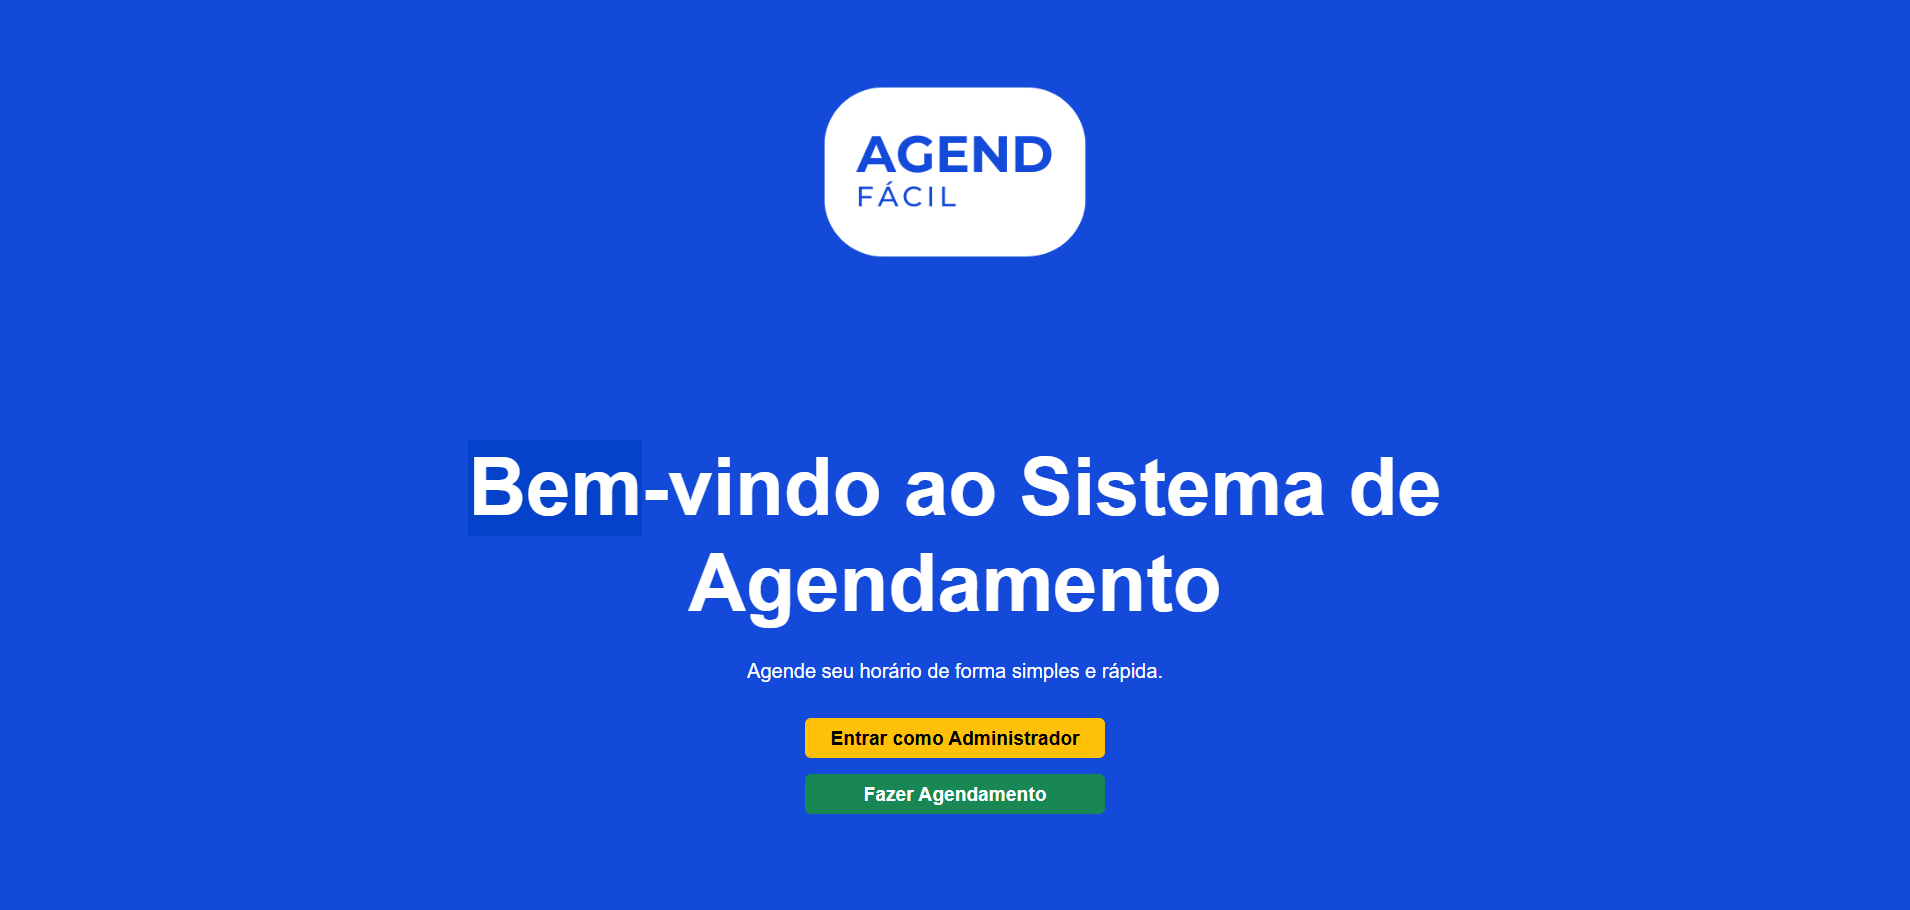 AGEND
FÁCIL
Bem-vindo ao Sistema de
Agendamento
Agende seu horário de forma simples e rápida.
Entrar como Administrador
Fazer Agendamento